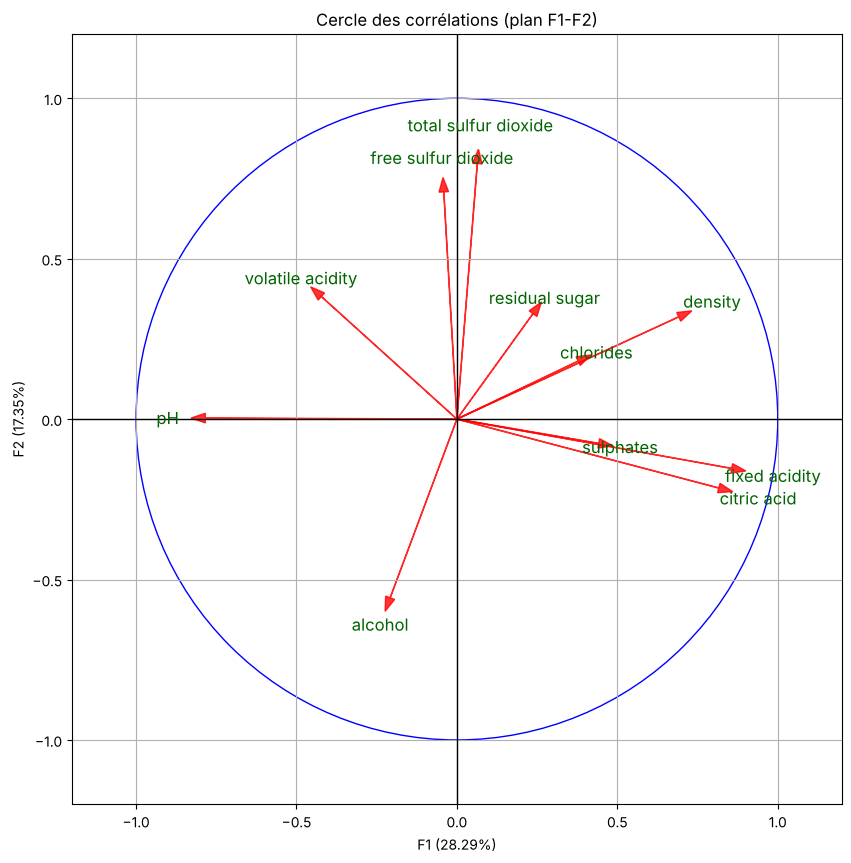 Cercle des corrélations (plan F1-F2)
1.0
total sulfur dioxide
free sulfur dioxide
0.5
volatile acidity
residual sugar
density
chlorides
F2 (17.35%)
0.0
pH
sulphates
fixed acidity
citric acid
−0.5
alcohol
−1.0
−1.0 −0.5 0.0 0.5 1.0
F1 (28.29%)